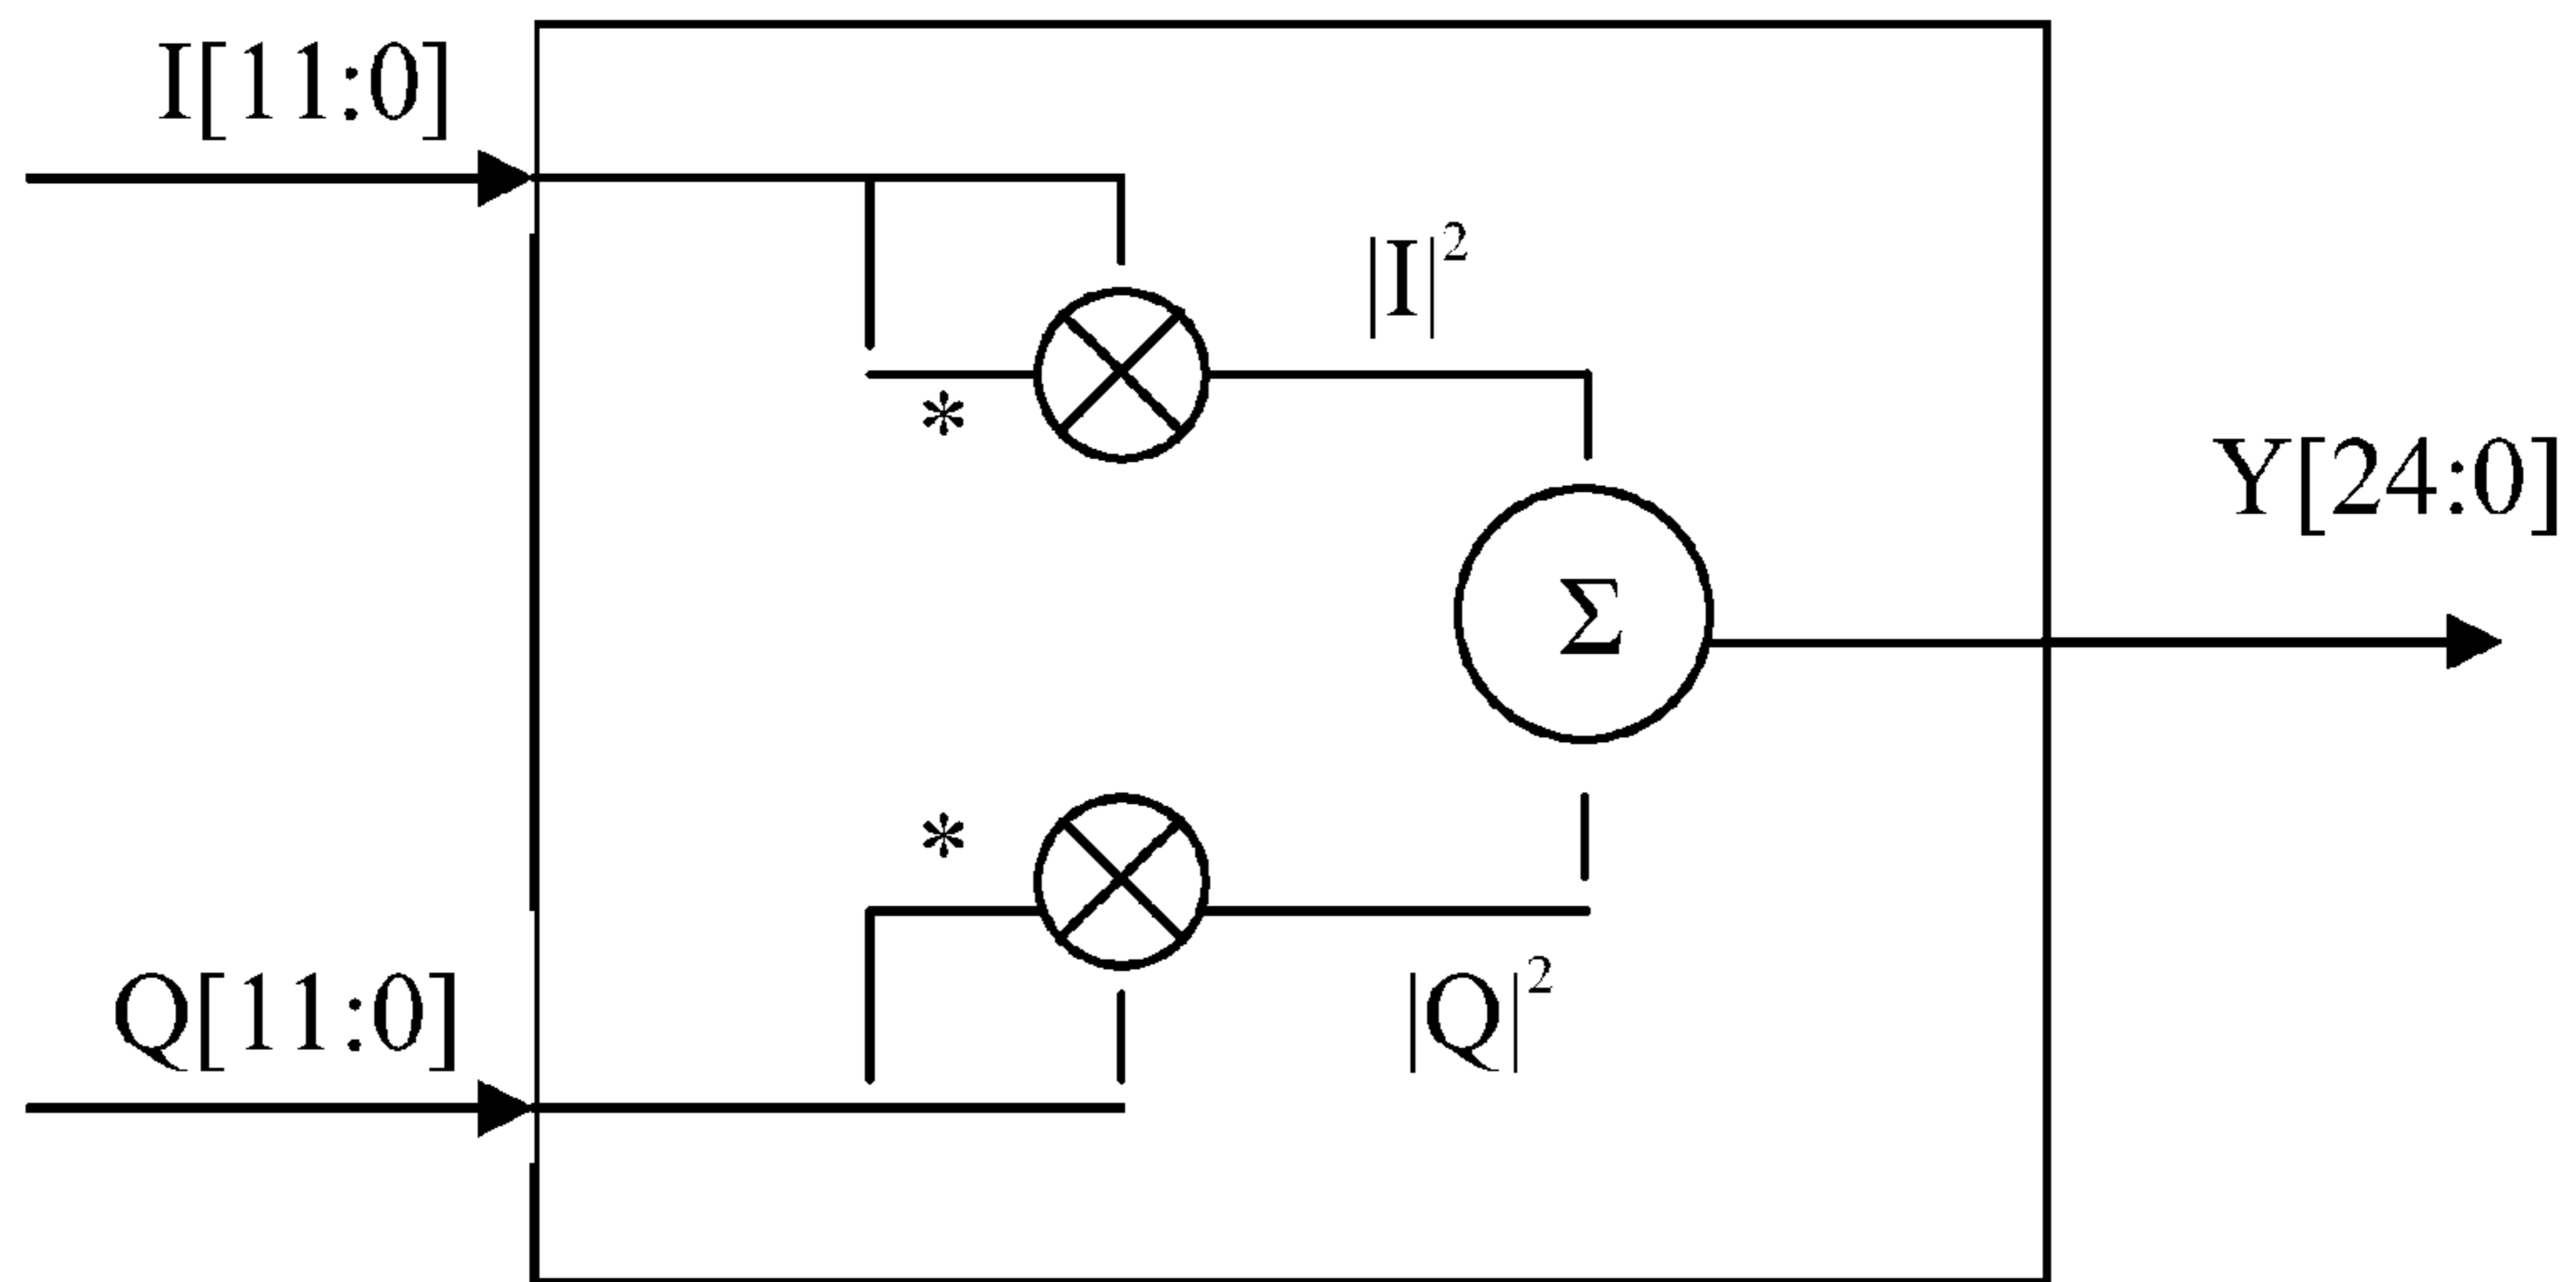 I[11:0]
|I|²
*
Y[24:0]
Σ
*
Q[11:0]
|Q|²